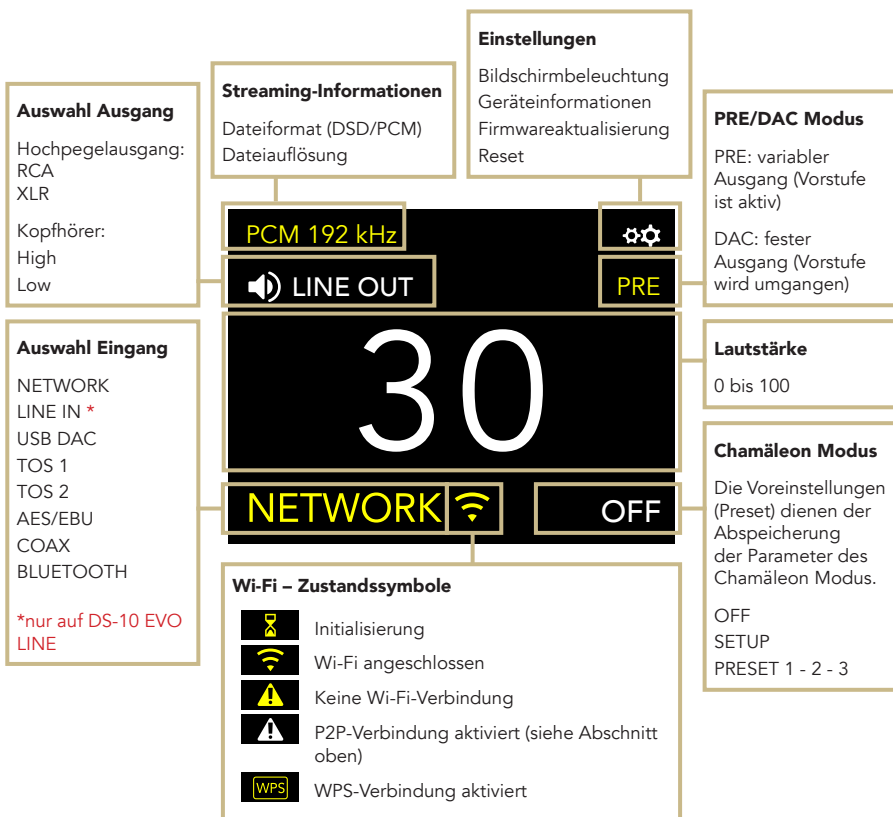 Einstellungen
Bildschirmbeleuchtung
Geräteinformationen
Firmwareaktualisierung
Reset
Streaming-Informationen
Dateiformat (DSD/PCM)
Dateiauflösung
Auswahl Ausgang
Hochpegelausgang:
RCA
XLR
Kopfhörer:
High
Low
PRE/DAC Modus
PRE: variabler
Ausgang (Vorstufe
ist aktiv)
DAC: fester
Ausgang (Vorstufe
wird umgangen)
PCM 192 kHz
LINE OUT
PRE
30
NETWORK
OFF
Auswahl Eingang
NETWORK
LINE IN *
USB DAC
TOS 1
TOS 2
AES/EBU
COAX
BLUETOOTH
*nur auf DS-10 EVO
LINE
Lautstärke
0 bis 100
Chamäleon Modus
Die Voreinstellungen
(Preset) dienen der
Abspeicherung
der Parameter des
Chamäleon Modus.
OFF
SETUP
PRESET 1 - 2 - 3
Wi-Fi – Zustandssymbole
Initialisierung
Wi-Fi angeschlossen
Keine Wi-Fi-Verbindung
P2P-Verbindung aktiviert (siehe Abschnitt
oben)
WPS WPS-Verbindung aktiviert